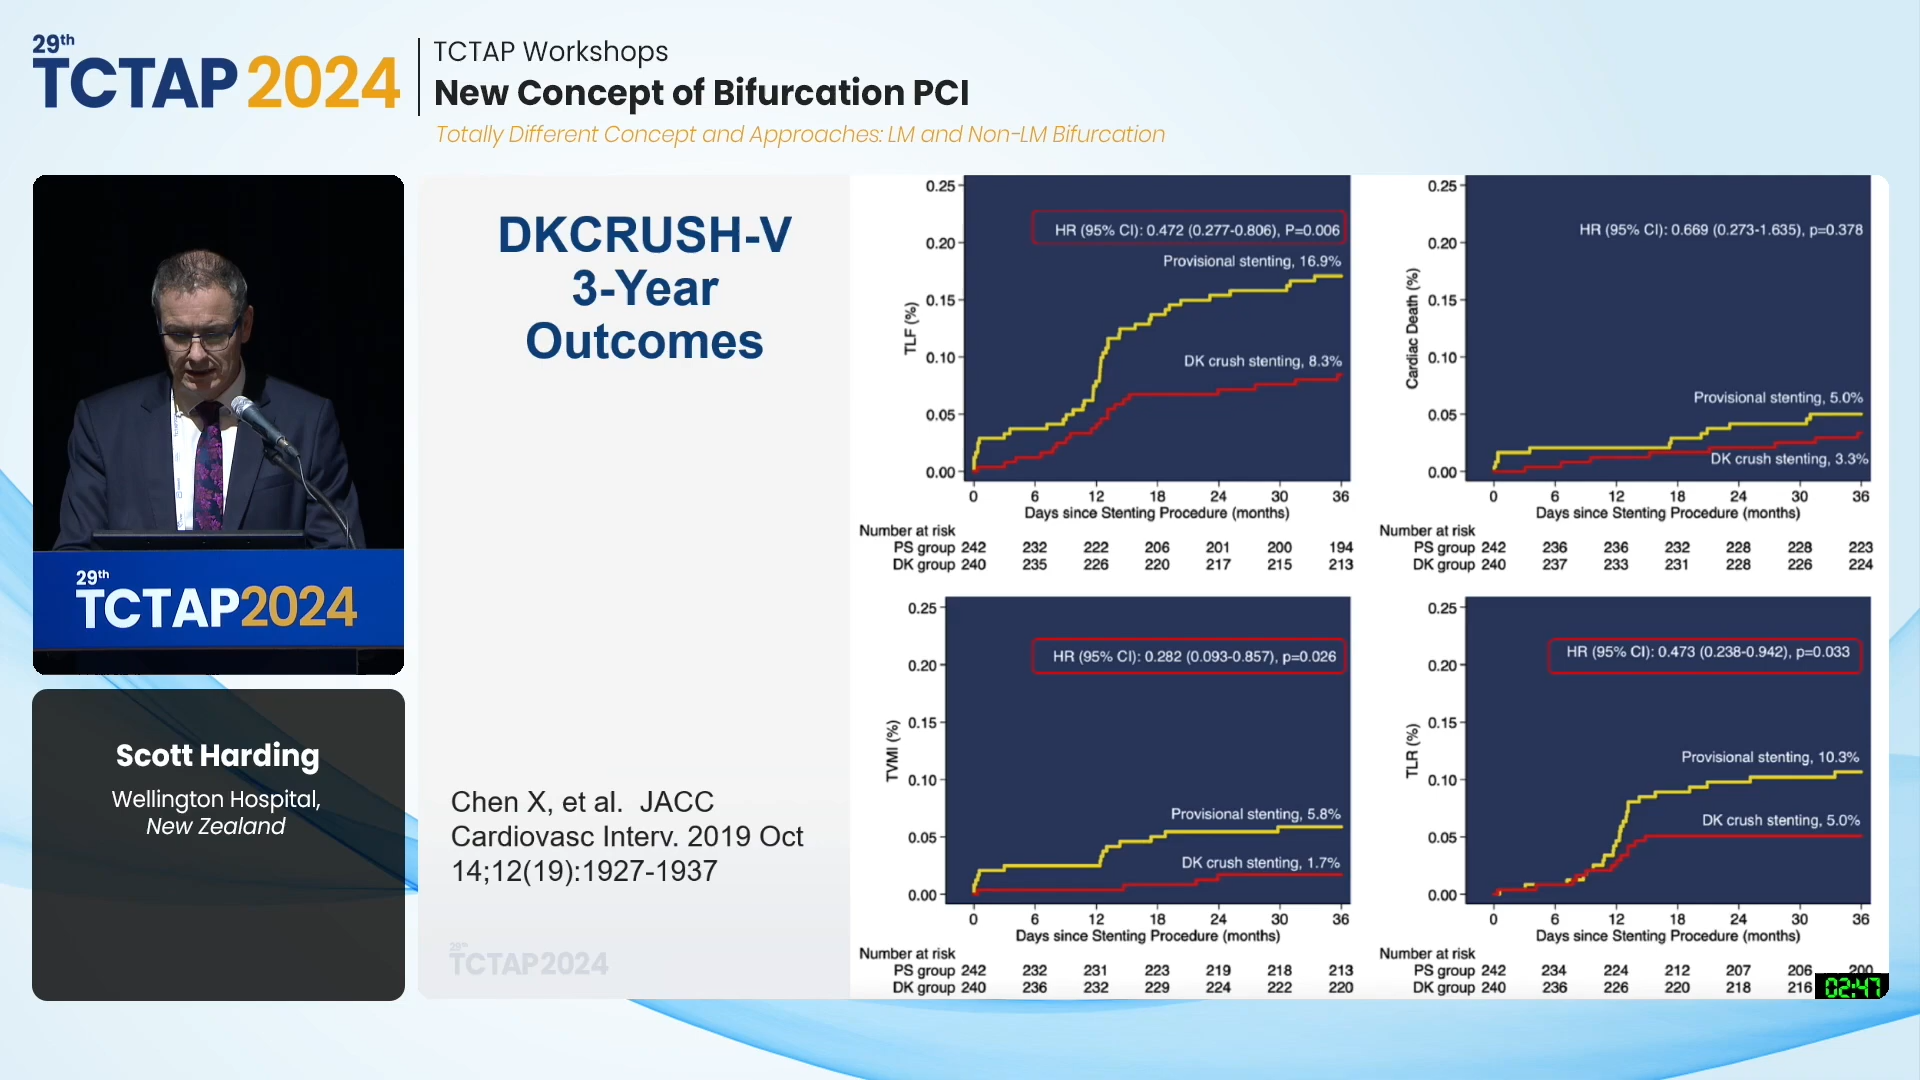 29th
TCTAP 2024
TCTAP Workshops
New Concept of Bifurcation PCI
Totally Different Concept and Approaches: LM and Non-LM Bifurcation
29th
TCTAP2024
Scott Harding
Wellington Hospital,
New Zealand
DKCRUSH-V
3-Year
Outcomes
Chen X, et al. JACC
Cardiovasc Interv. 2019 Oct
14;12(19):1927-1937
29th
TCTAP2024
TLF (%)
0.25
0.20
0.15
0.10
0.05
0.00
HR (95% CI): 0.472 (0.277-0.806), P=0.006
Provisional stenting, 16.9%
DK crush stenting, 8.3%
0 6 12 18 24 30 36
Days since Stenting Procedure (months)
Number at risk
PS group 242 232 222 206 201 200 194
DK group 240 235 226 220 217 215 213
Cardiac Death (%)
0.25
0.20
0.15
0.10
0.05
0.00
HR (95% CI): 0.669 (0.273-1.635), p=0.378
Provisional stenting, 5.0%
DK crush stenting, 3.3%
0 6 12 18 24 30 36
Days since Stenting Procedure (months)
Number at risk
PS group 242 236 236 232 228 228 223
DK group 240 237 233 231 228 226 224
TVMI (%)
0.25
0.20
0.15
0.10
0.05
0.00
HR (95% CI): 0.282 (0.093-0.857), p=0.026
Provisional stenting, 5.8%
DK crush stenting, 1.7%
0 6 12 18 24 30 36
Days since Stenting Procedure (months)
Number at risk
PS group 242 232 231 223 219 218 213
DK group 240 236 232 229 224 222 220
TLR (%)
0.25
0.20
0.15
0.10
0.05
0.00
HR (95% CI): 0.473 (0.238-0.942), p=0.033
Provisional stenting, 10.3%
DK crush stenting, 5.0%
0 6 12 18 24 30 36
Days since Stenting Procedure (months)
Number at risk
PS group 242 234 224 212 207 206 200
DK group 240 236 226 220 218 216
02:47